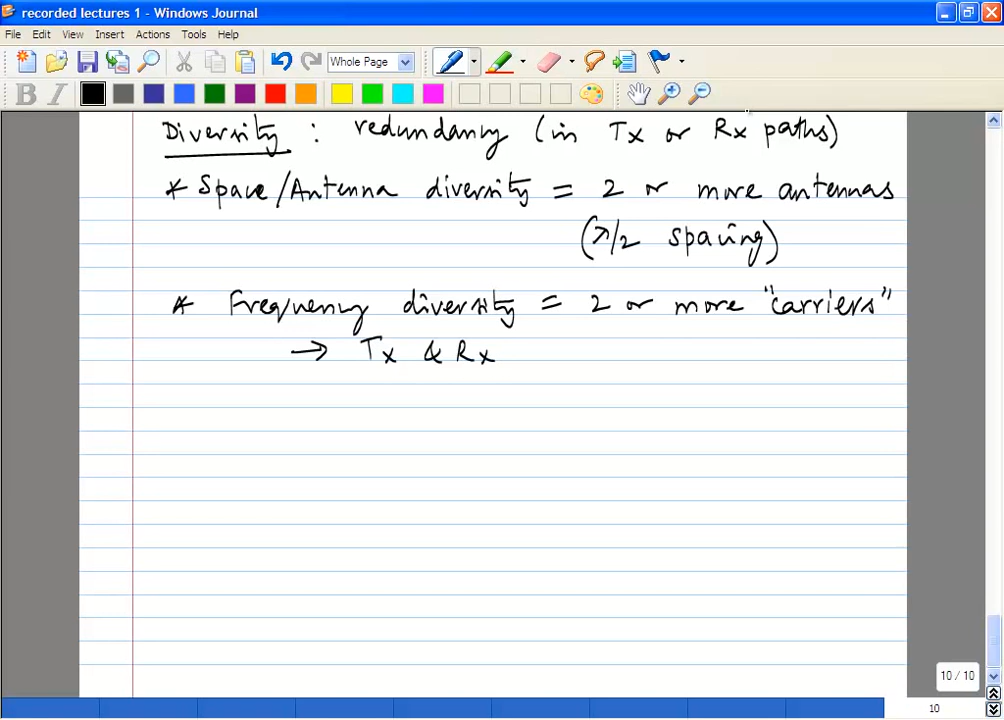 recorded lectures 1 - Windows Journal
File Edit View Insert Actions Tools Help
Whole Page
B I
Diversity : redundancy (in Tx or Rx paths)
* Space/Antenna diversity = 2 or more antennas
(λ/2 spacing)
* Frequency diversity = 2 or more "carriers"
→ Tx & Rx
10 / 10
10